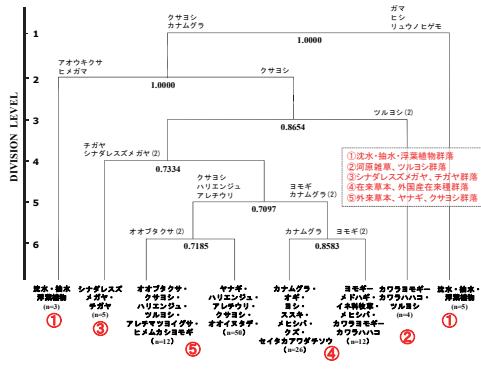 DIVISION LEVEL
1
2
3
4
5
6
クサヨシ
カナムグラ
ガマ
ヒシ
リュウノヒゲモ
1.0000
アオウキクサ
ヒメガマ
クサヨシ
1.0000
ツルヨシ(2)
0.8654
チガヤ
シナダレスズメガヤ(2)
0.7334
①沈水・抽水・浮葉植物群落
②河原雑草、ツルヨシ群落
③シナダレスズメガヤ、チガヤ群落
④在来草本、外国産在来種群落
⑤外来草本、ヤナギ、クサヨシ群落
クサヨシ
ハリエンジュ
アレチウリ
ヨモギ
カナムグラ(2)
0.7097
オオブタクサ(2)
カナムグラ
ヨモギ(2)
0.7185
0.8583
沈水・抽水
浮葉植物
(n=3)
①
シナダレスズ
メガヤ・
チガヤ
(n=5)
③
オオブタクサ・
クサヨシ・
ハリエンジュ・
ツルヨシ・
アレチマツヨイグサ・
ヒメムカシヨモギ
(n=12)
ヤナギ・
ハリエンジュ・
アレチウリ・
クサヨシ・
オオイヌタデ・
(n=50)
⑤
カナムグラ・
オギ・
ヨシ・
ススキ・
メヒシバ・
クズ・
セイタカアワダチソウ
(n=26)
ヨモギー
メドハギ・
イネ科牧草・
メヒシバ・
カワラヨモギー
カワラハハコ
(n=12)
④
カワラヨモギー
カワラハハコ・
ツルヨシ
(n=4)
②
沈水・抽水・
浮葉植物
(n=5)
①